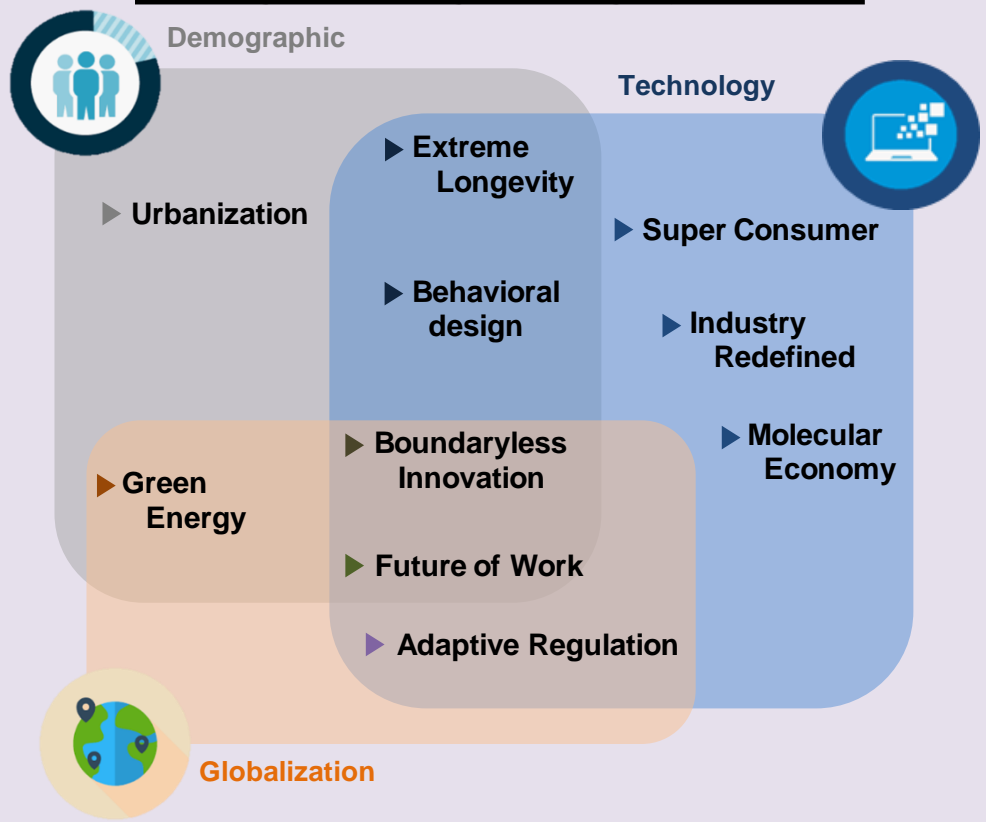 Demographic
Technology
Extreme
Longevity
Urbanization
Super Consumer
Behavioral
design
Industry
Redefined
Boundaryless
Innovation
Molecular
Economy
Green
Energy
Future of Work
Adaptive Regulation
Globalization